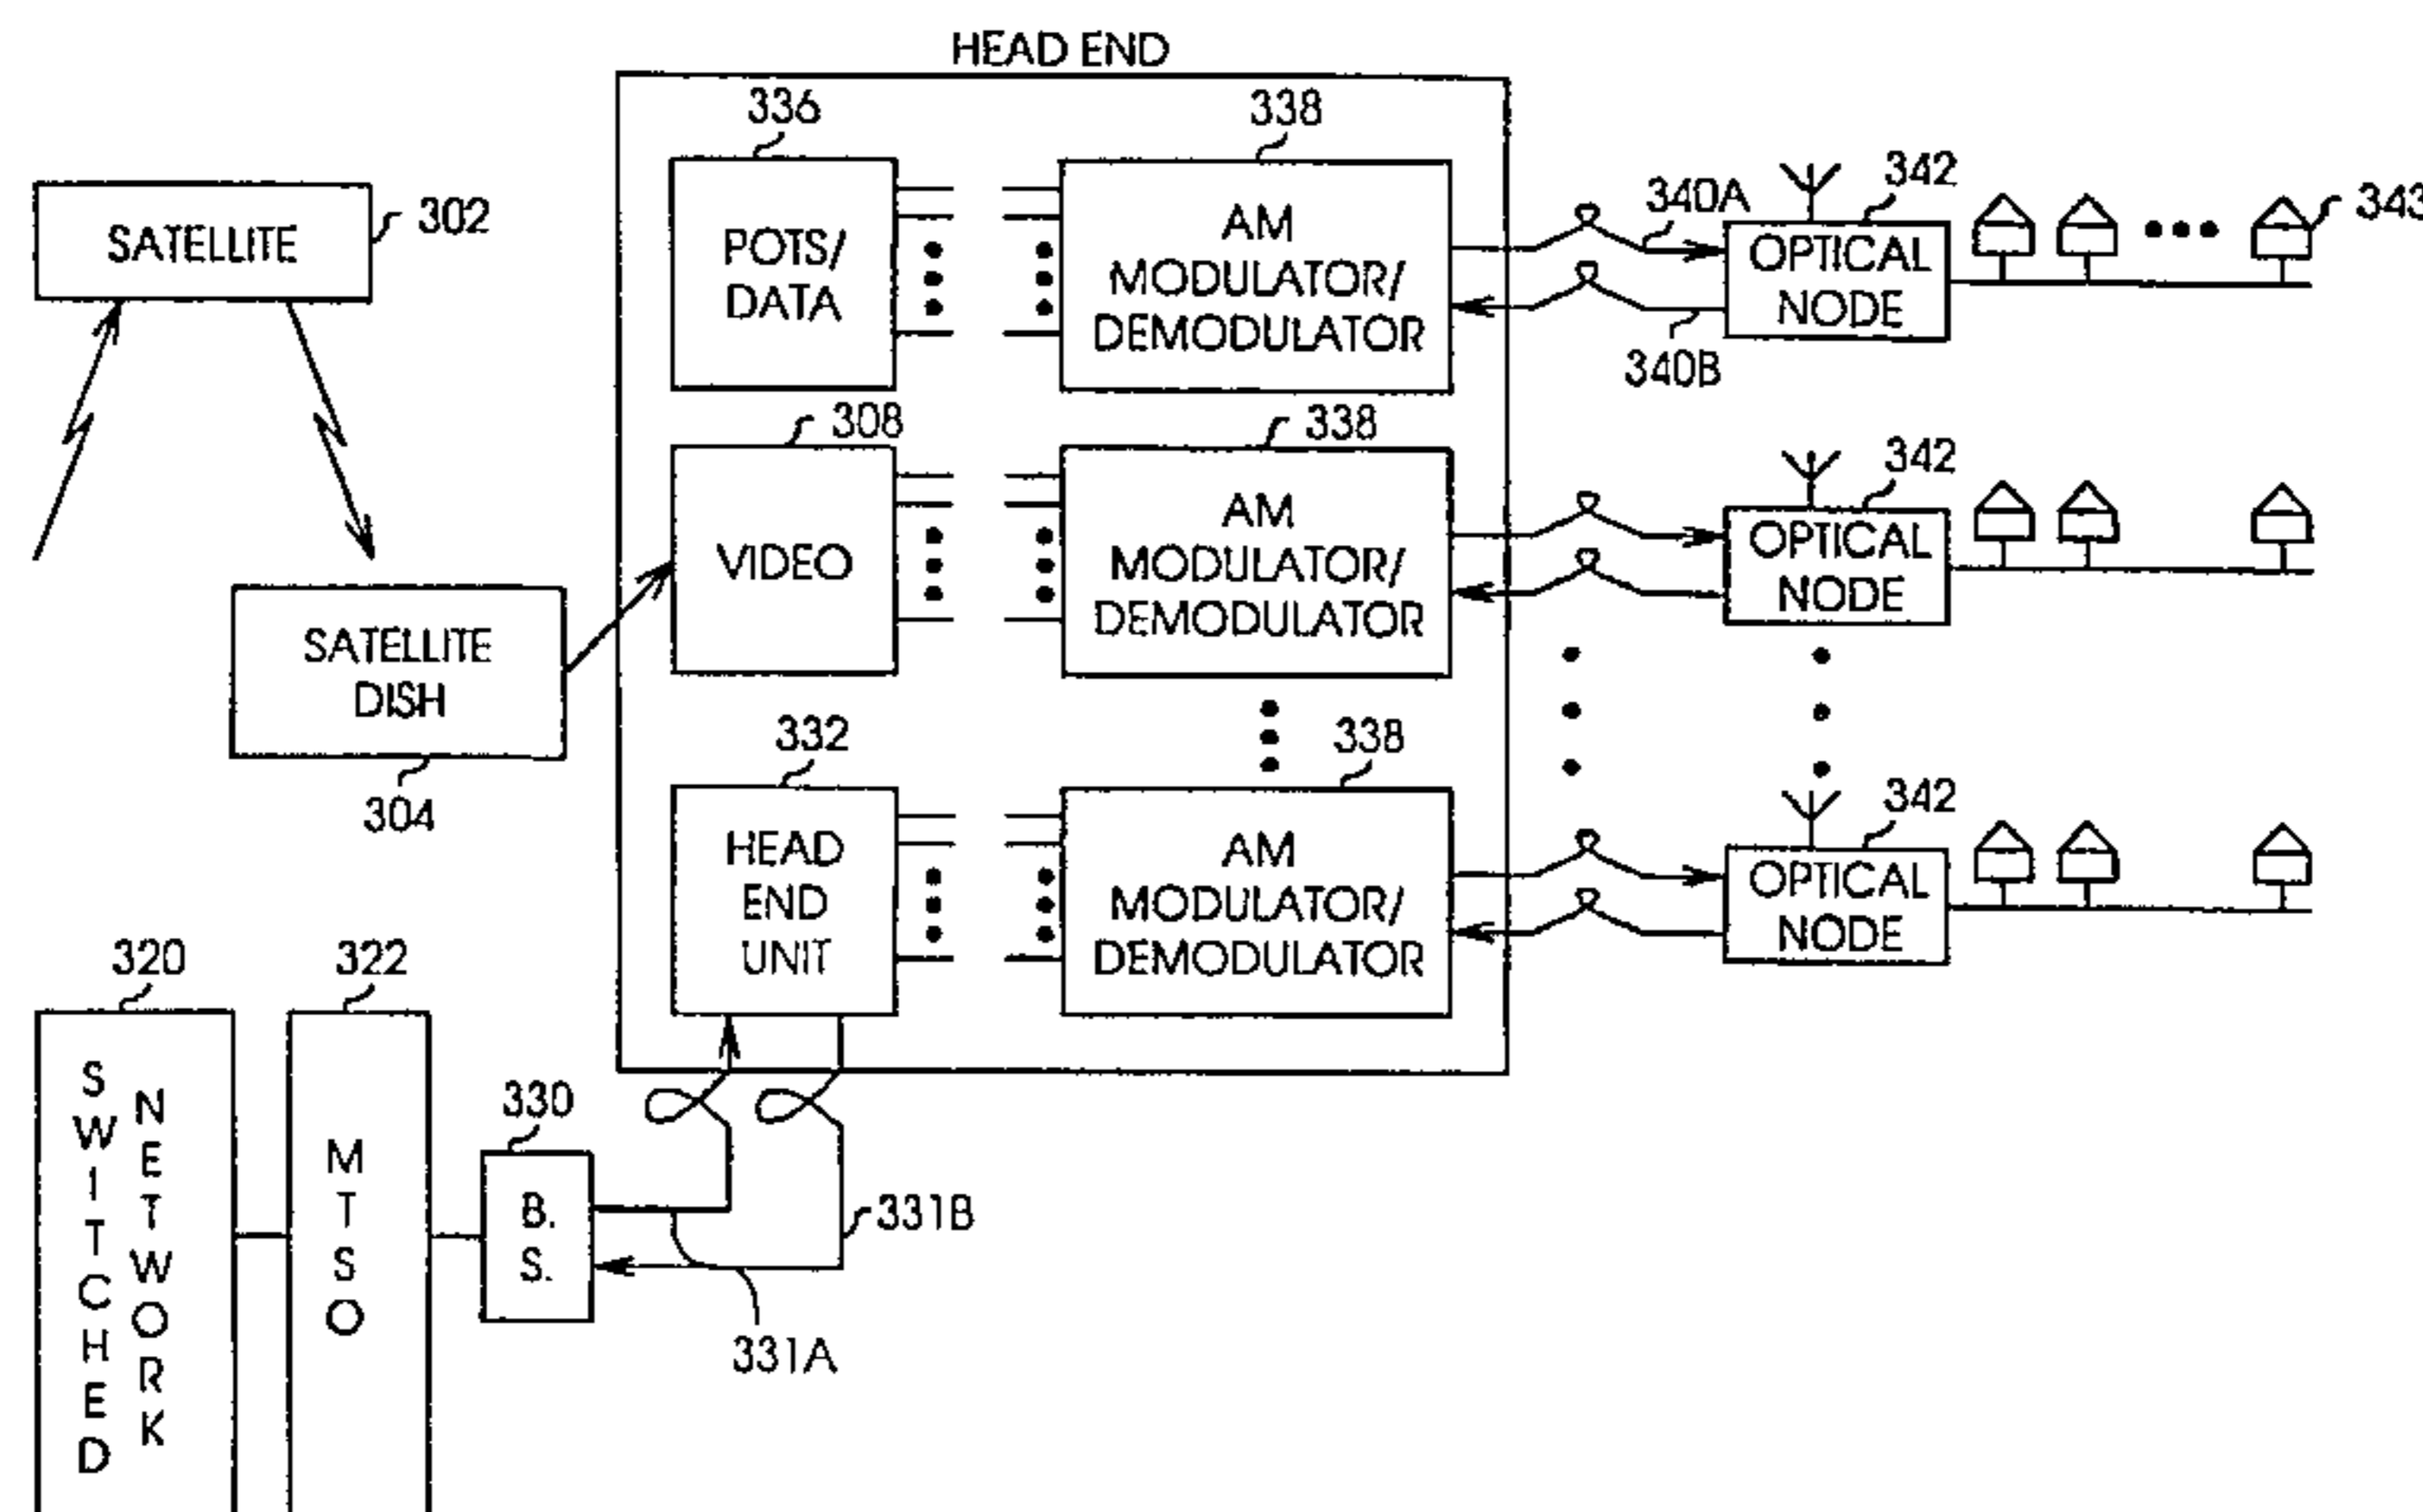 HEAD END
336
338
POTS/
DATA
AM
MODULATOR/
DEMODULATOR
340A
340B
342
OPTICAL
NODE
343
SATELLITE
302
308
338
VIDEO
AM
MODULATOR/
DEMODULATOR
342
OPTICAL
NODE
SATELLITE
DISH
304
332
338
HEAD
END
UNIT
AM
MODULATOR/
DEMODULATOR
342
OPTICAL
NODE
320
SWITCHED
NETWORK
322
MTSO
330
B.
S.
331B
331A